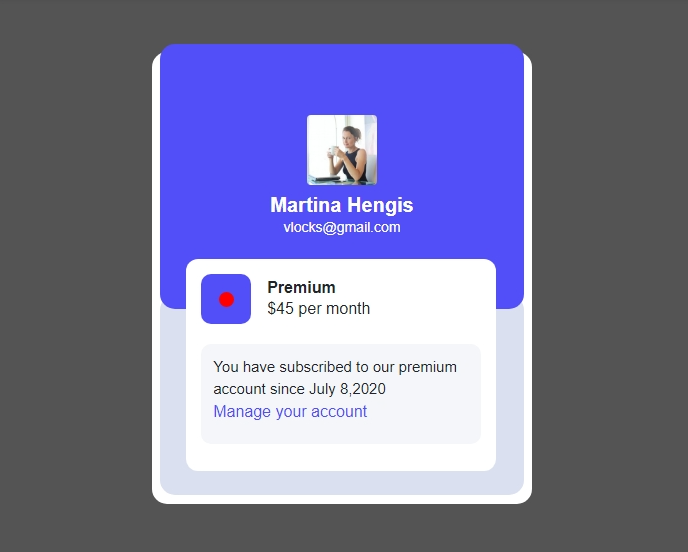 Martina Hengis
vlocks@gmail.com
Premium
$45 per month
You have subscribed to our premium
account since July 8,2020
Manage your account